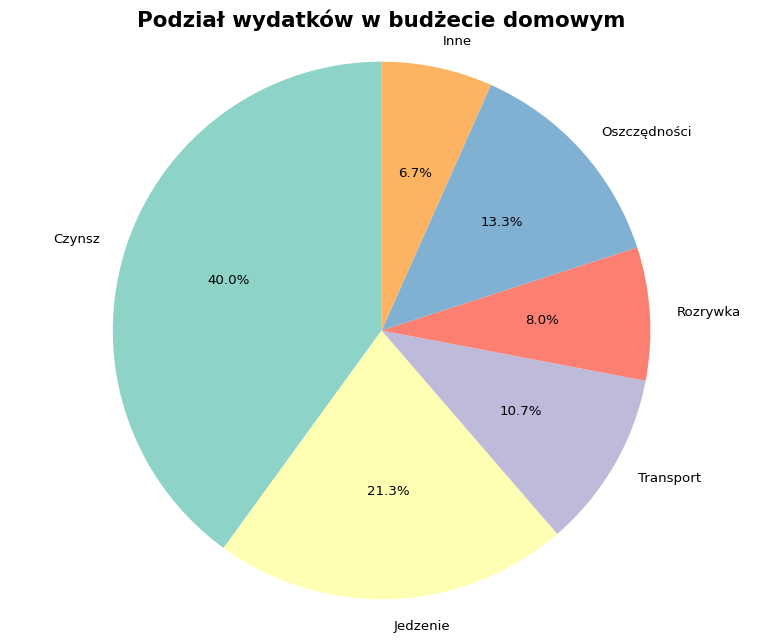 Podział wydatków w budżecie domowym
Inne
6.7%
Oszczędności
13.3%
Czynsz
40.0%
Rozrywka
8.0%
10.7%
Transport
21.3%
Jedzenie